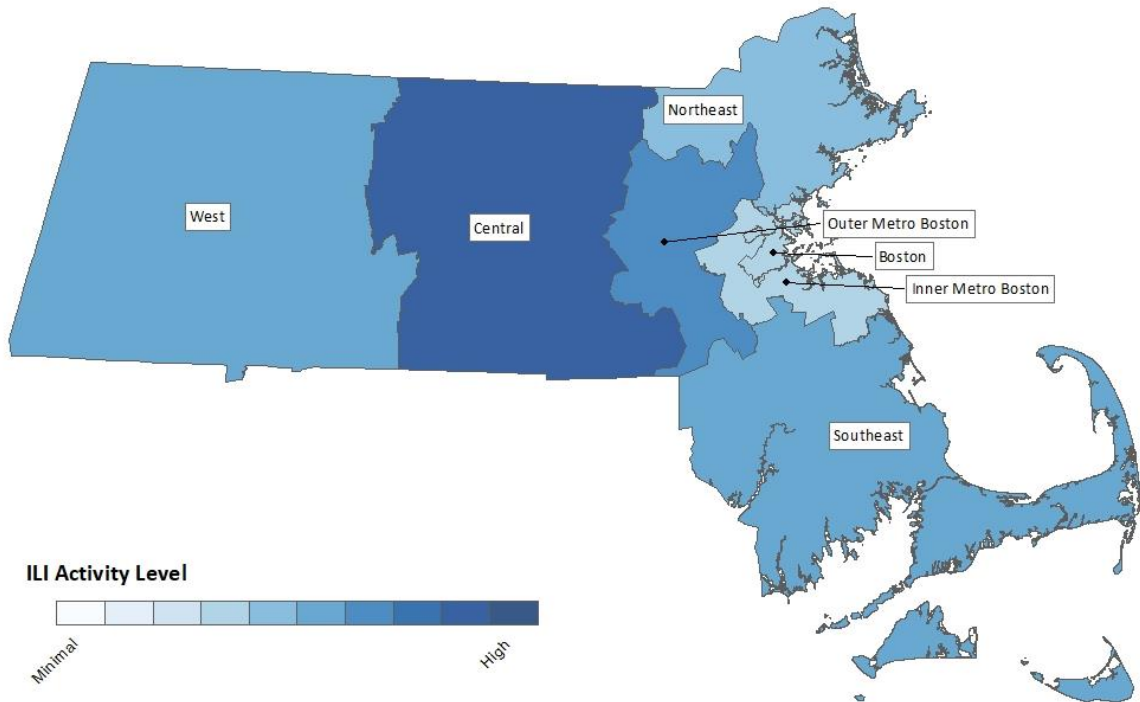 Northeast
West
Central
Outer Metro Boston
Boston
Inner Metro Boston
Southeast
ILI Activity Level
Minimal
High